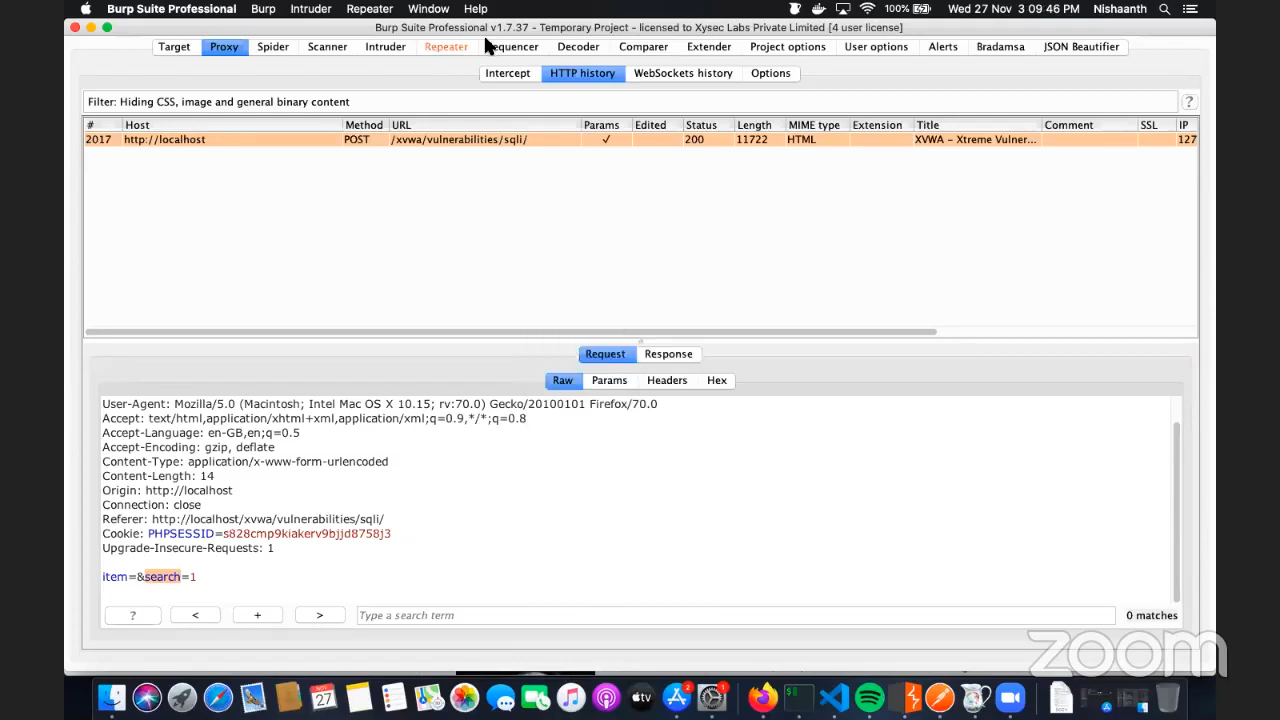 Burp Suite Professional Burp Intruder Repeater Window Help 100% Wed 27 Nov 3 09:46 PM Nishaanth
Burp Suite Professional v1.7.37 - Temporary Project - licensed to Xysec Labs Private Limited [4 user license]
Target Proxy Spider Scanner Intruder Repeater Sequencer Decoder Comparer Extender Project options User options Alerts Bradamsa JSON Beautifier
Intercept HTTP history WebSockets history Options
Filter: Hiding CSS, image and general binary content ?
# Host Method URL Params Edited Status Length MIME type Extension Title Comment SSL IP
2017 http://localhost POST /xvwa/vulnerabilities/sqli/ ✓ 200 11722 HTML XVWA – Xtreme Vulner... 127
Request Response
Raw Params Headers Hex
User-Agent: Mozilla/5.0 (Macintosh; Intel Mac OS X 10.15; rv:70.0) Gecko/20100101 Firefox/70.0
Accept: text/html,application/xhtml+xml,application/xml;q=0.9,*/*;q=0.8
Accept-Language: en-GB,en;q=0.5
Accept-Encoding: gzip, deflate
Content-Type: application/x-www-form-urlencoded
Content-Length: 14
Origin: http://localhost
Connection: close
Referer: http://localhost/xvwa/vulnerabilities/sqli/
Cookie: PHPSESSID=s828cmp9kiakerv9bjjd8758j3
Upgrade-Insecure-Requests: 1
item=&search=1
? < + > Type a search term 0 matches
zoom
27 tv 2 1 $